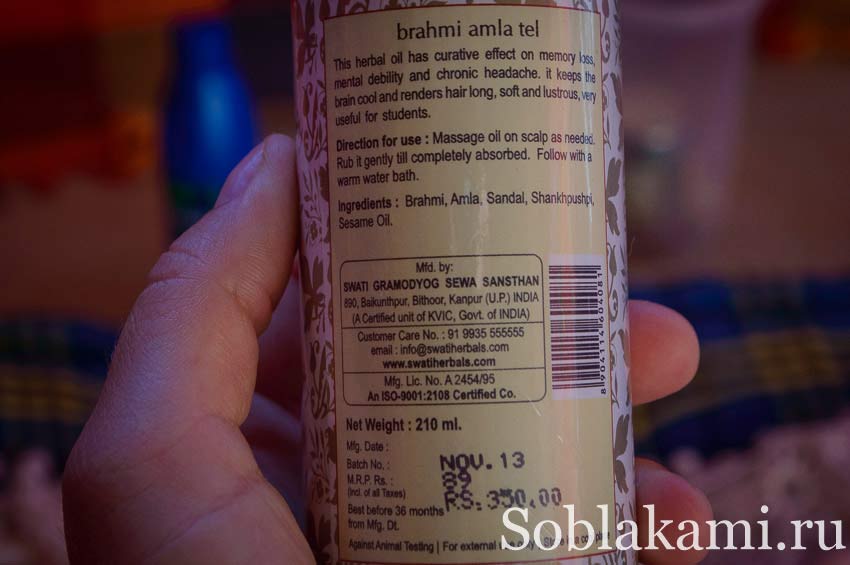 brahmi amla tel
This herbal oil has curative effect on memory loss,
mental debility and chronic headache. it keeps the
brain cool and renders hair long, soft and lustrous, very
useful for students.
Direction for use : Massage oil on scalp as needed.
Rub it gently till completely absorbed. Follow with a
warm water bath.
Ingredients : Brahmi, Amla, Sandal, Shankhpushpi,
Sesame Oil.
Mfd. by:
SWATI GRAMODYOG SEWA SANSTHAN
890, Baikunthpur, Bithoor, Kanpur (U.P.) INDIA
(A Certified unit of KVIC, Govt. of INDIA)
Customer Care No. : 91 9935 555555
email : info@swatiherbals.com
www.swatiherbals.com
Mfg. Lic. No. A 2454/95
An ISO-9001:2108 Certified Co.
8904114604081
Net Weight : 210 ml.
Mfg. Date :
Batch No. : NOV. 13
M.R.P. Rs. : 89
(Incl. of all Taxes) RS.350.00
Best before 36 months
from Mfg. Dt.
Against Animal Testing | For external use only | Store in a
Soblakami.ru